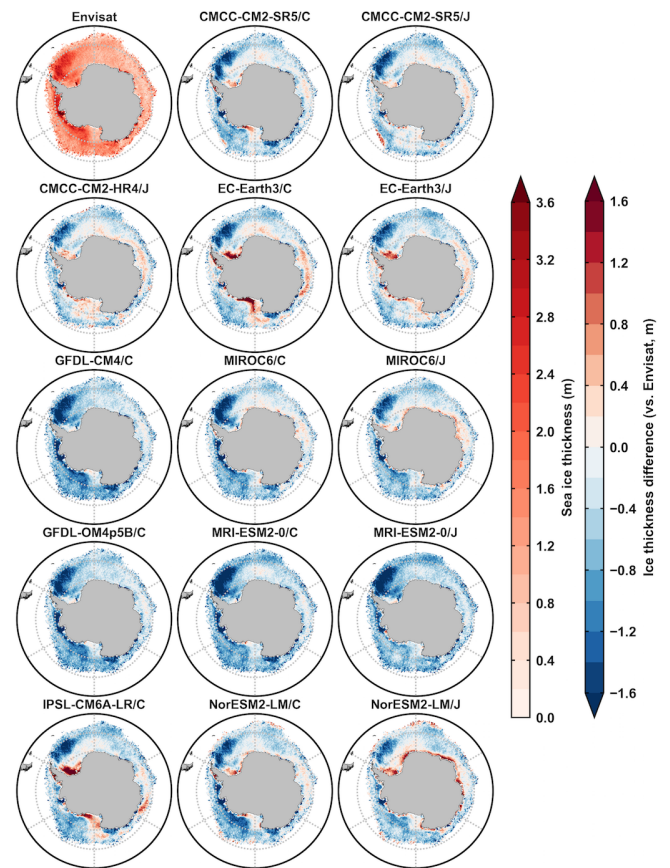 Envisat
CMCC-CM2-SR5/C
CMCC-CM2-SR5/J
CMCC-CM2-HR4/J
EC-Earth3/C
EC-Earth3/J
GFDL-CM4/C
MIROC6/C
MIROC6/J
GFDL-OM4p5B/C
MRI-ESM2-0/C
MRI-ESM2-0/J
IPSL-CM6A-LR/C
NorESM2-LM/C
NorESM2-LM/J
3.6
3.2
2.8
2.4
2.0
1.6
1.2
0.8
0.4
0.0
Sea ice thickness (m)
1.6
1.2
0.8
0.4
0.0
−0.4
−0.8
−1.2
−1.6
Ice thickness difference (vs. Envisat, m)